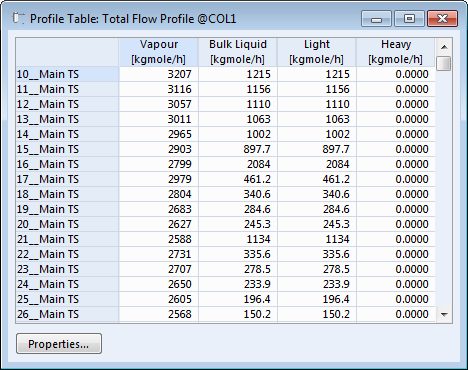 Profile Table: Total Flow Profile @COL1
Vapour Bulk Liquid Light Heavy
[kgmole/h] [kgmole/h] [kgmole/h] [kgmole/h]
10__Main TS 3207 1215 1215 0.0000
11__Main TS 3116 1156 1156 0.0000
12__Main TS 3057 1110 1110 0.0000
13__Main TS 3011 1063 1063 0.0000
14__Main TS 2965 1002 1002 0.0000
15__Main TS 2903 897.7 897.7 0.0000
16__Main TS 2799 2084 2084 0.0000
17__Main TS 2979 461.2 461.2 0.0000
18__Main TS 2804 340.6 340.6 0.0000
19__Main TS 2683 284.6 284.6 0.0000
20__Main TS 2627 245.3 245.3 0.0000
21__Main TS 2588 1134 1134 0.0000
22__Main TS 2731 335.6 335.6 0.0000
23__Main TS 2707 278.5 278.5 0.0000
24__Main TS 2650 233.9 233.9 0.0000
25__Main TS 2605 196.4 196.4 0.0000
26__Main TS 2568 150.2 150.2 0.0000
Properties...